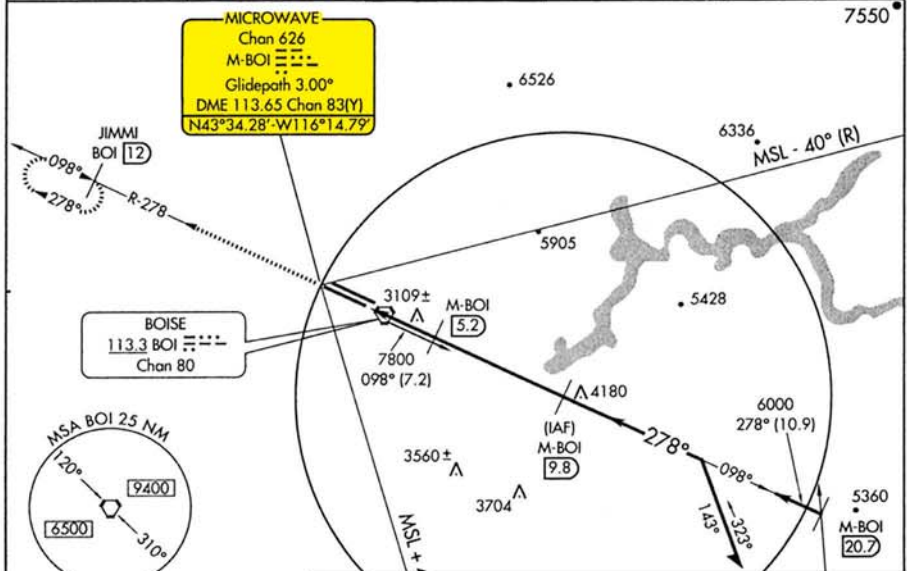 7550
MICROWAVE
Chan 626
M-BOI
Glidepath 3.00°
DME 113.65 Chan 83(Y)
N43°34.28'-W116°14.79'
6526
6336
MSL - 40° (R)
JIMMI
BOI 12
098°
278°
R-278
5905
5428
3109±
M-BOI
5.2
BOISE
113.3 BOI
Chan 80
7800
098° (7.2)
4180
(IAF)
M-BOI
9.8
6000
278° (10.9)
278°
098°
MSA BOI 25 NM
120°
9400
6500
310°
3560±
3704
143°
323°
5360
M-BOI
20.7
MSL +